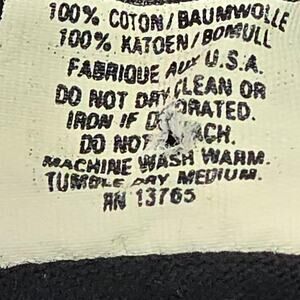 100% COTON/BAUMWOLLE
100% KATOEN/BOMULL
FABRIQUE AUX U.S.A.
DO NOT DRY CLEAN OR
IRON IF
DO NOT
MACHINE WASH WARM.
TUMBLE DRY MEDIUM.
RN 13765